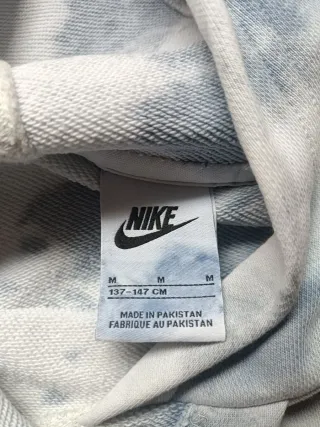 NIKE
M M M
137-147 CM
MADE IN PAKISTAN
FABRIQUE AU PAKISTAN